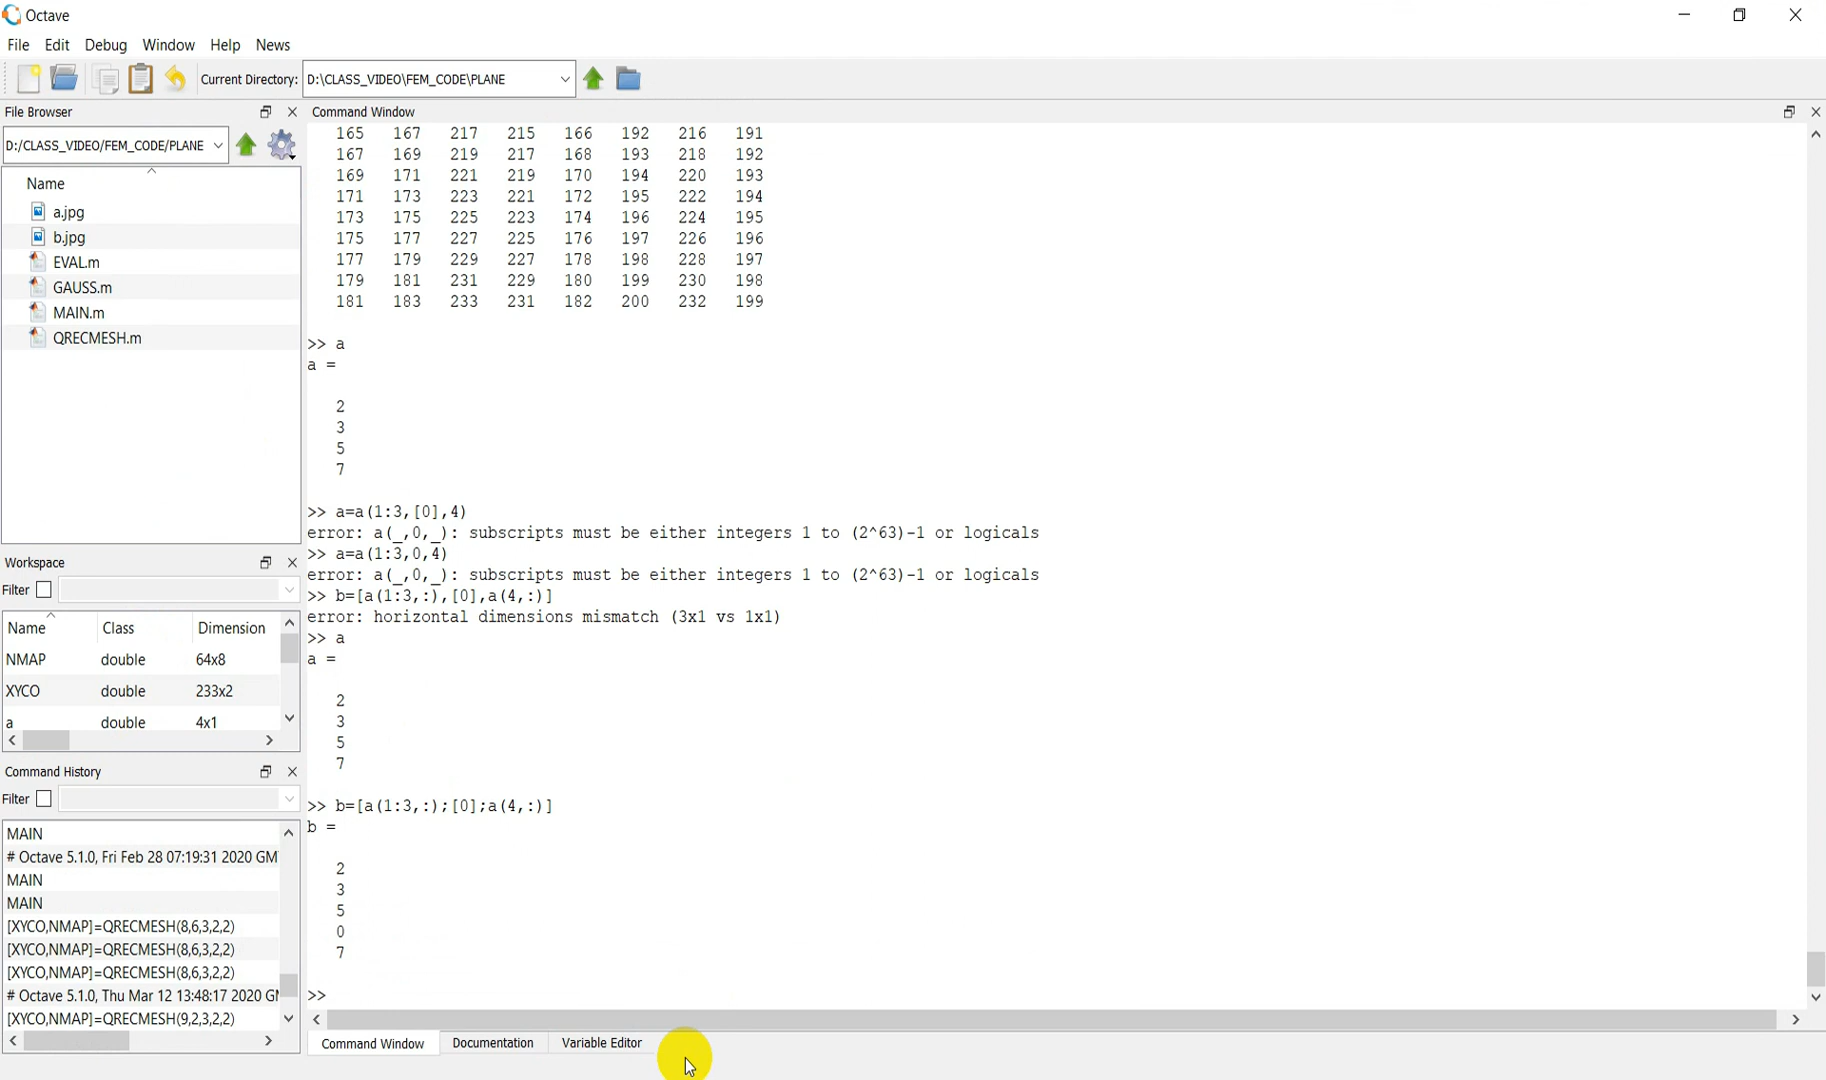 Octave
File Edit Debug Window Help News
Current Directory: D:\CLASS_VIDEO\FEM_CODE\PLANE
File Browser
D:/CLASS_VIDEO/FEM_CODE/PLANE
Name
a.jpg
b.jpg
EVAL.m
GAUSS.m
MAIN.m
QRECMESH.m
Workspace
Filter
Name Class Dimension
NMAP double 64x8
XYCO double 233x2
a double 4x1
Command History
Filter
MAIN
# Octave 5.1.0, Fri Feb 28 07:19:31 2020 GM
MAIN
MAIN
[XYCO,NMAP]=QRECMESH(8,6,3,2,2)
[XYCO,NMAP]=QRECMESH(8,6,3,2,2)
[XYCO,NMAP]=QRECMESH(8,6,3,2,2)
# Octave 5.1.0, Thu Mar 12 13:48:17 2020 G
[XYCO,NMAP]=QRECMESH(9,2,3,2,2)
Command Window
165 167 217 215 166 192 216 191
167 169 219 217 168 193 218 192
169 171 221 219 170 194 220 193
171 173 223 221 172 195 222 194
173 175 225 223 174 196 224 195
175 177 227 225 176 197 226 196
177 179 229 227 178 198 228 197
179 181 231 229 180 199 230 198
181 183 233 231 182 200 232 199
>> a
a =
2
3
5
7
>> a=a(1:3,[0],4)
error: a(_,0,_): subscripts must be either integers 1 to (2^63)-1 or logicals
>> a=a(1:3,0,4)
error: a(_,0,_): subscripts must be either integers 1 to (2^63)-1 or logicals
>> b=[a(1:3,:),[0],a(4,:)]
error: horizontal dimensions mismatch (3x1 vs 1x1)
>> a
a =
2
3
5
7
>> b=[a(1:3,:);[0];a(4,:)]
b =
2
3
5
0
7
>>
Command Window Documentation Variable Editor